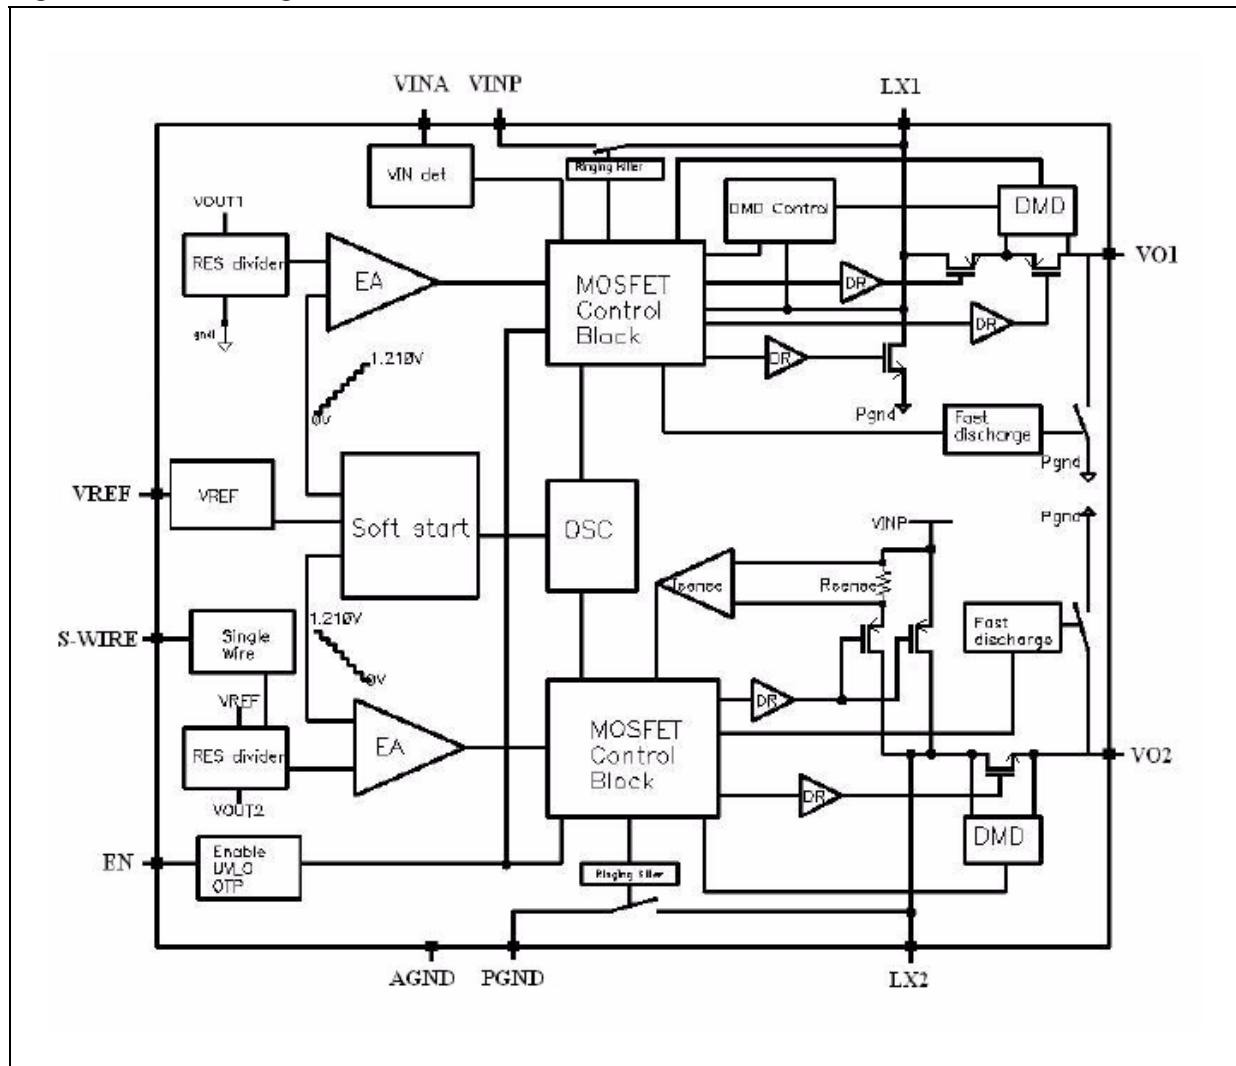 VINA
VINP
LX1
VIN det
Ringing Killer
DMD Control
DMD
VOUT1
RES divider
gnd
EA
MOSFET
Control
Block
DR
DR
DR
VO1
1.210V
0V
Pgnd
Fast
discharge
Pgnd
VREF
VREF
Soft start
OSC
VINP
Pgnd
Isense
Rsense
S-WIRE
Single
Wire
1.210V
0V
Fast
discharge
VREF
RES divider
VOUT2
EA
MOSFET
Control
Block
DR
DR
VO2
DMD
EN
Enable
UVLO
OTP
Ringing Killer
AGND
PGND
LX2